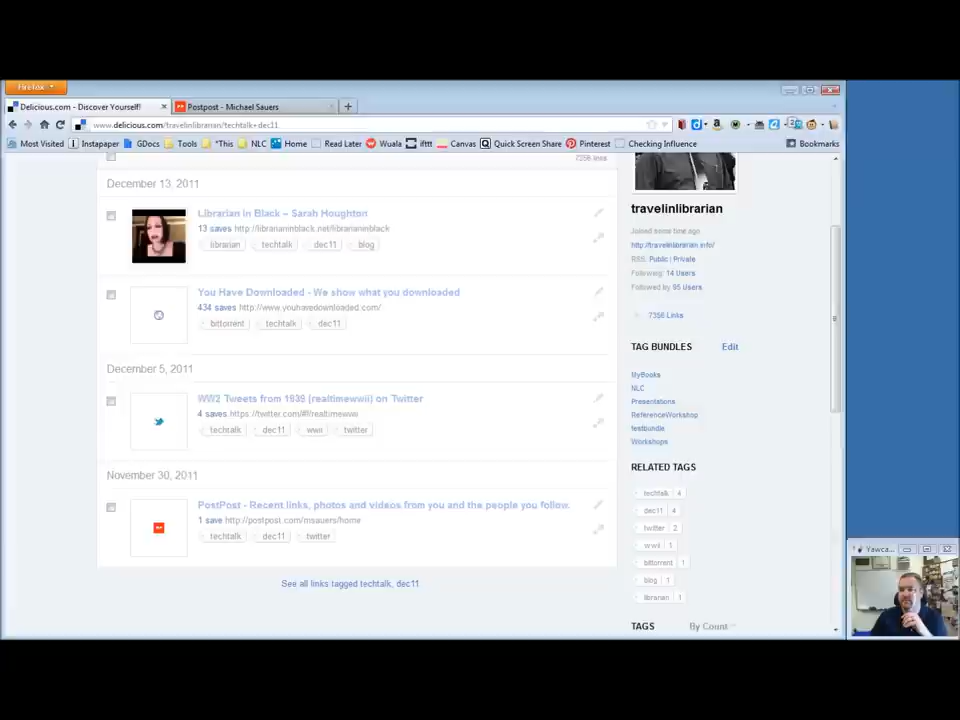 Firefox
Delicious.com - Discover Yourself!
Postpost - Michael Sauers
www.delicious.com/travelinlibrarian/techtalk+dec11
Most Visited Instapaper GDocs Tools *This NLC Home Read Later Wuala ifttt Canvas Quick Screen Share Pinterest Checking Influence Bookmarks
7356 links
December 13, 2011
Librarian in Black – Sarah Houghton
13 saves http://librarianinblack.net/librarianinblack
librarian techtalk dec11 blog
You Have Downloaded - We show what you downloaded
434 saves http://www.youhavedownloaded.com/
bittorrent techtalk dec11
December 5, 2011
WW2 Tweets from 1939 (realtimewwii) on Twitter
4 saves https://twitter.com/#!/realtimewwii
techtalk dec11 wwii twitter
November 30, 2011
PostPost - Recent links, photos and videos from you and the people you follow.
1 save http://postpost.com/msauers/home
techtalk dec11 twitter
See all links tagged techtalk, dec11
travelinlibrarian
Joined some time ago
http://travelinlibrarian.info/
RSS: Public | Private
Following: 14 Users
Followed by 95 Users
7356 Links
TAG BUNDLES Edit
MyBooks
NLC
Presentations
ReferenceWorkshop
testbundle
Workshops
RELATED TAGS
techtalk 4
dec11 4
twitter 2
wwii 1
bittorrent 1
blog 1
librarian 1
TAGS By Count
Yawca...